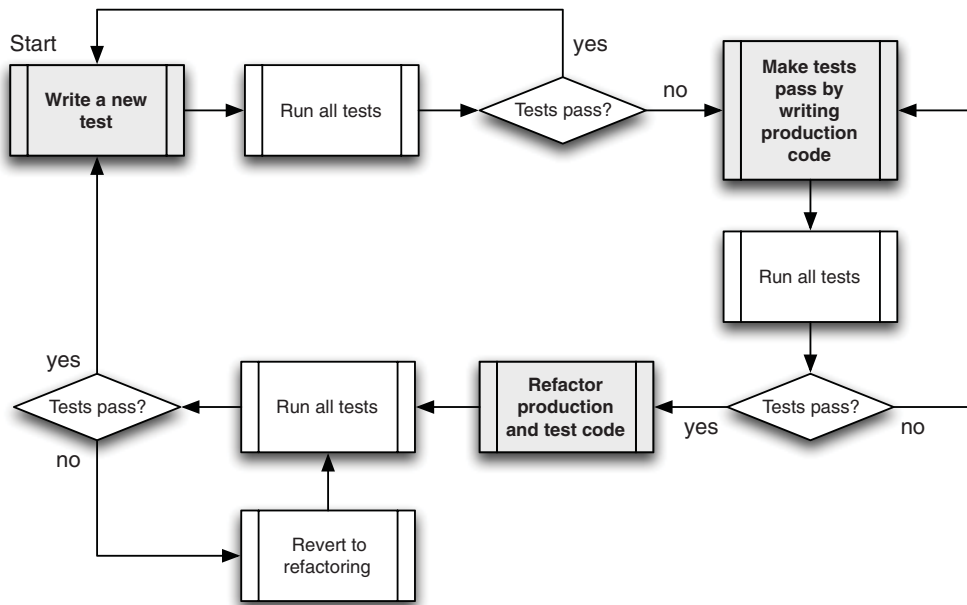 Start
yes
Write a new
test
Run all tests
Tests pass?
no
Make tests
pass by
writing
production
code
Run all tests
yes
Tests pass?
no
Run all tests
Refactor
production
and test code
yes
Tests pass?
no
Revert to
refactoring